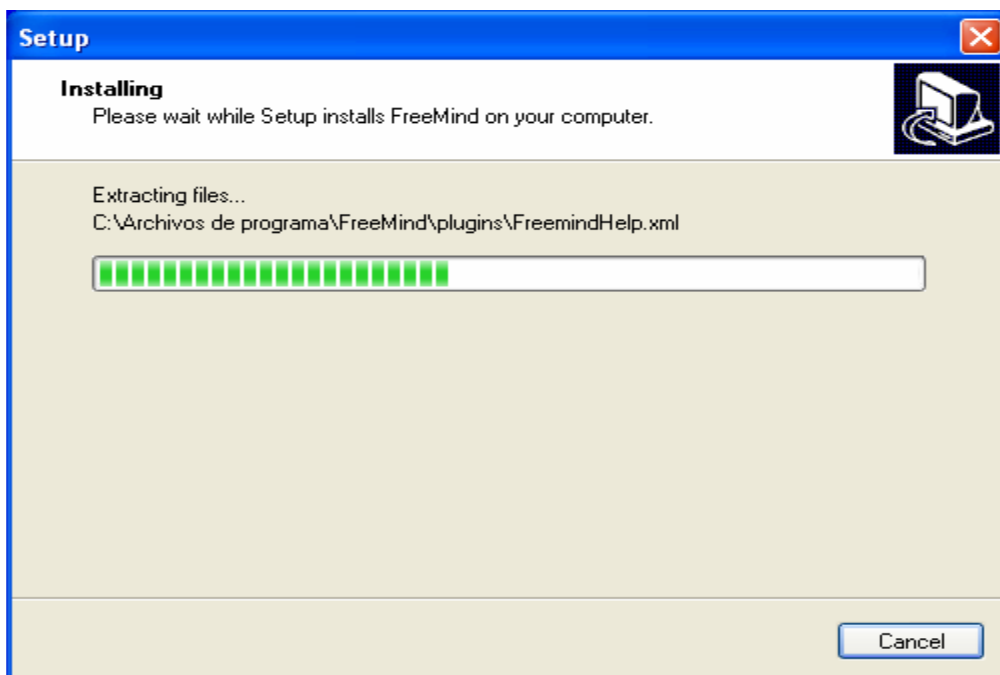 Setup
Installing
Please wait while Setup installs FreeMind on your computer.
Extracting files...
C:\Archivos de programa\FreeMind\plugins\FreemindHelp.xml
Cancel